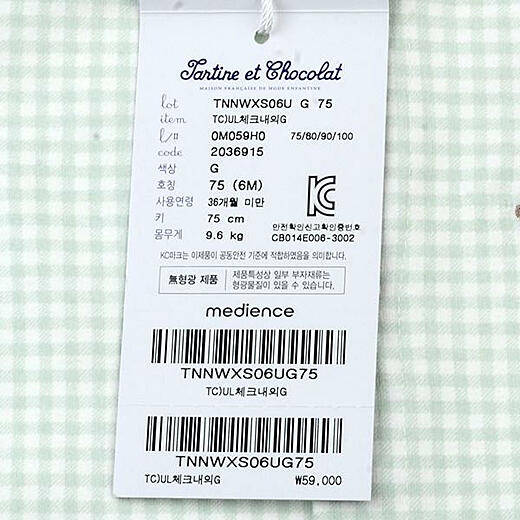 Tartine et Chocolat
MAISON FRANÇAISE DE MODE ENFANTINE
lot TNNWXS06U G 75
item TC)UL체크내의G
l/# 0M059H0 75/80/90/100
code 2036915
색상 G
호칭 75 (6M)
사용연령 36개월 미만
키 75 cm
몸무게 9.6 kg
안전확인신고확인증번호
CB014E006-3002
KC마크는 이제품이 공동안전 기준에 적합하였음을 의미합니다.
無형광 제품
제품특성상 일부 부자재류는
형광물질이 있을 수 있습니다.
medience
TNNWXS06UG75
TC)UL체크내의G
TNNWXS06UG75
TC)UL체크내의G ₩59,000